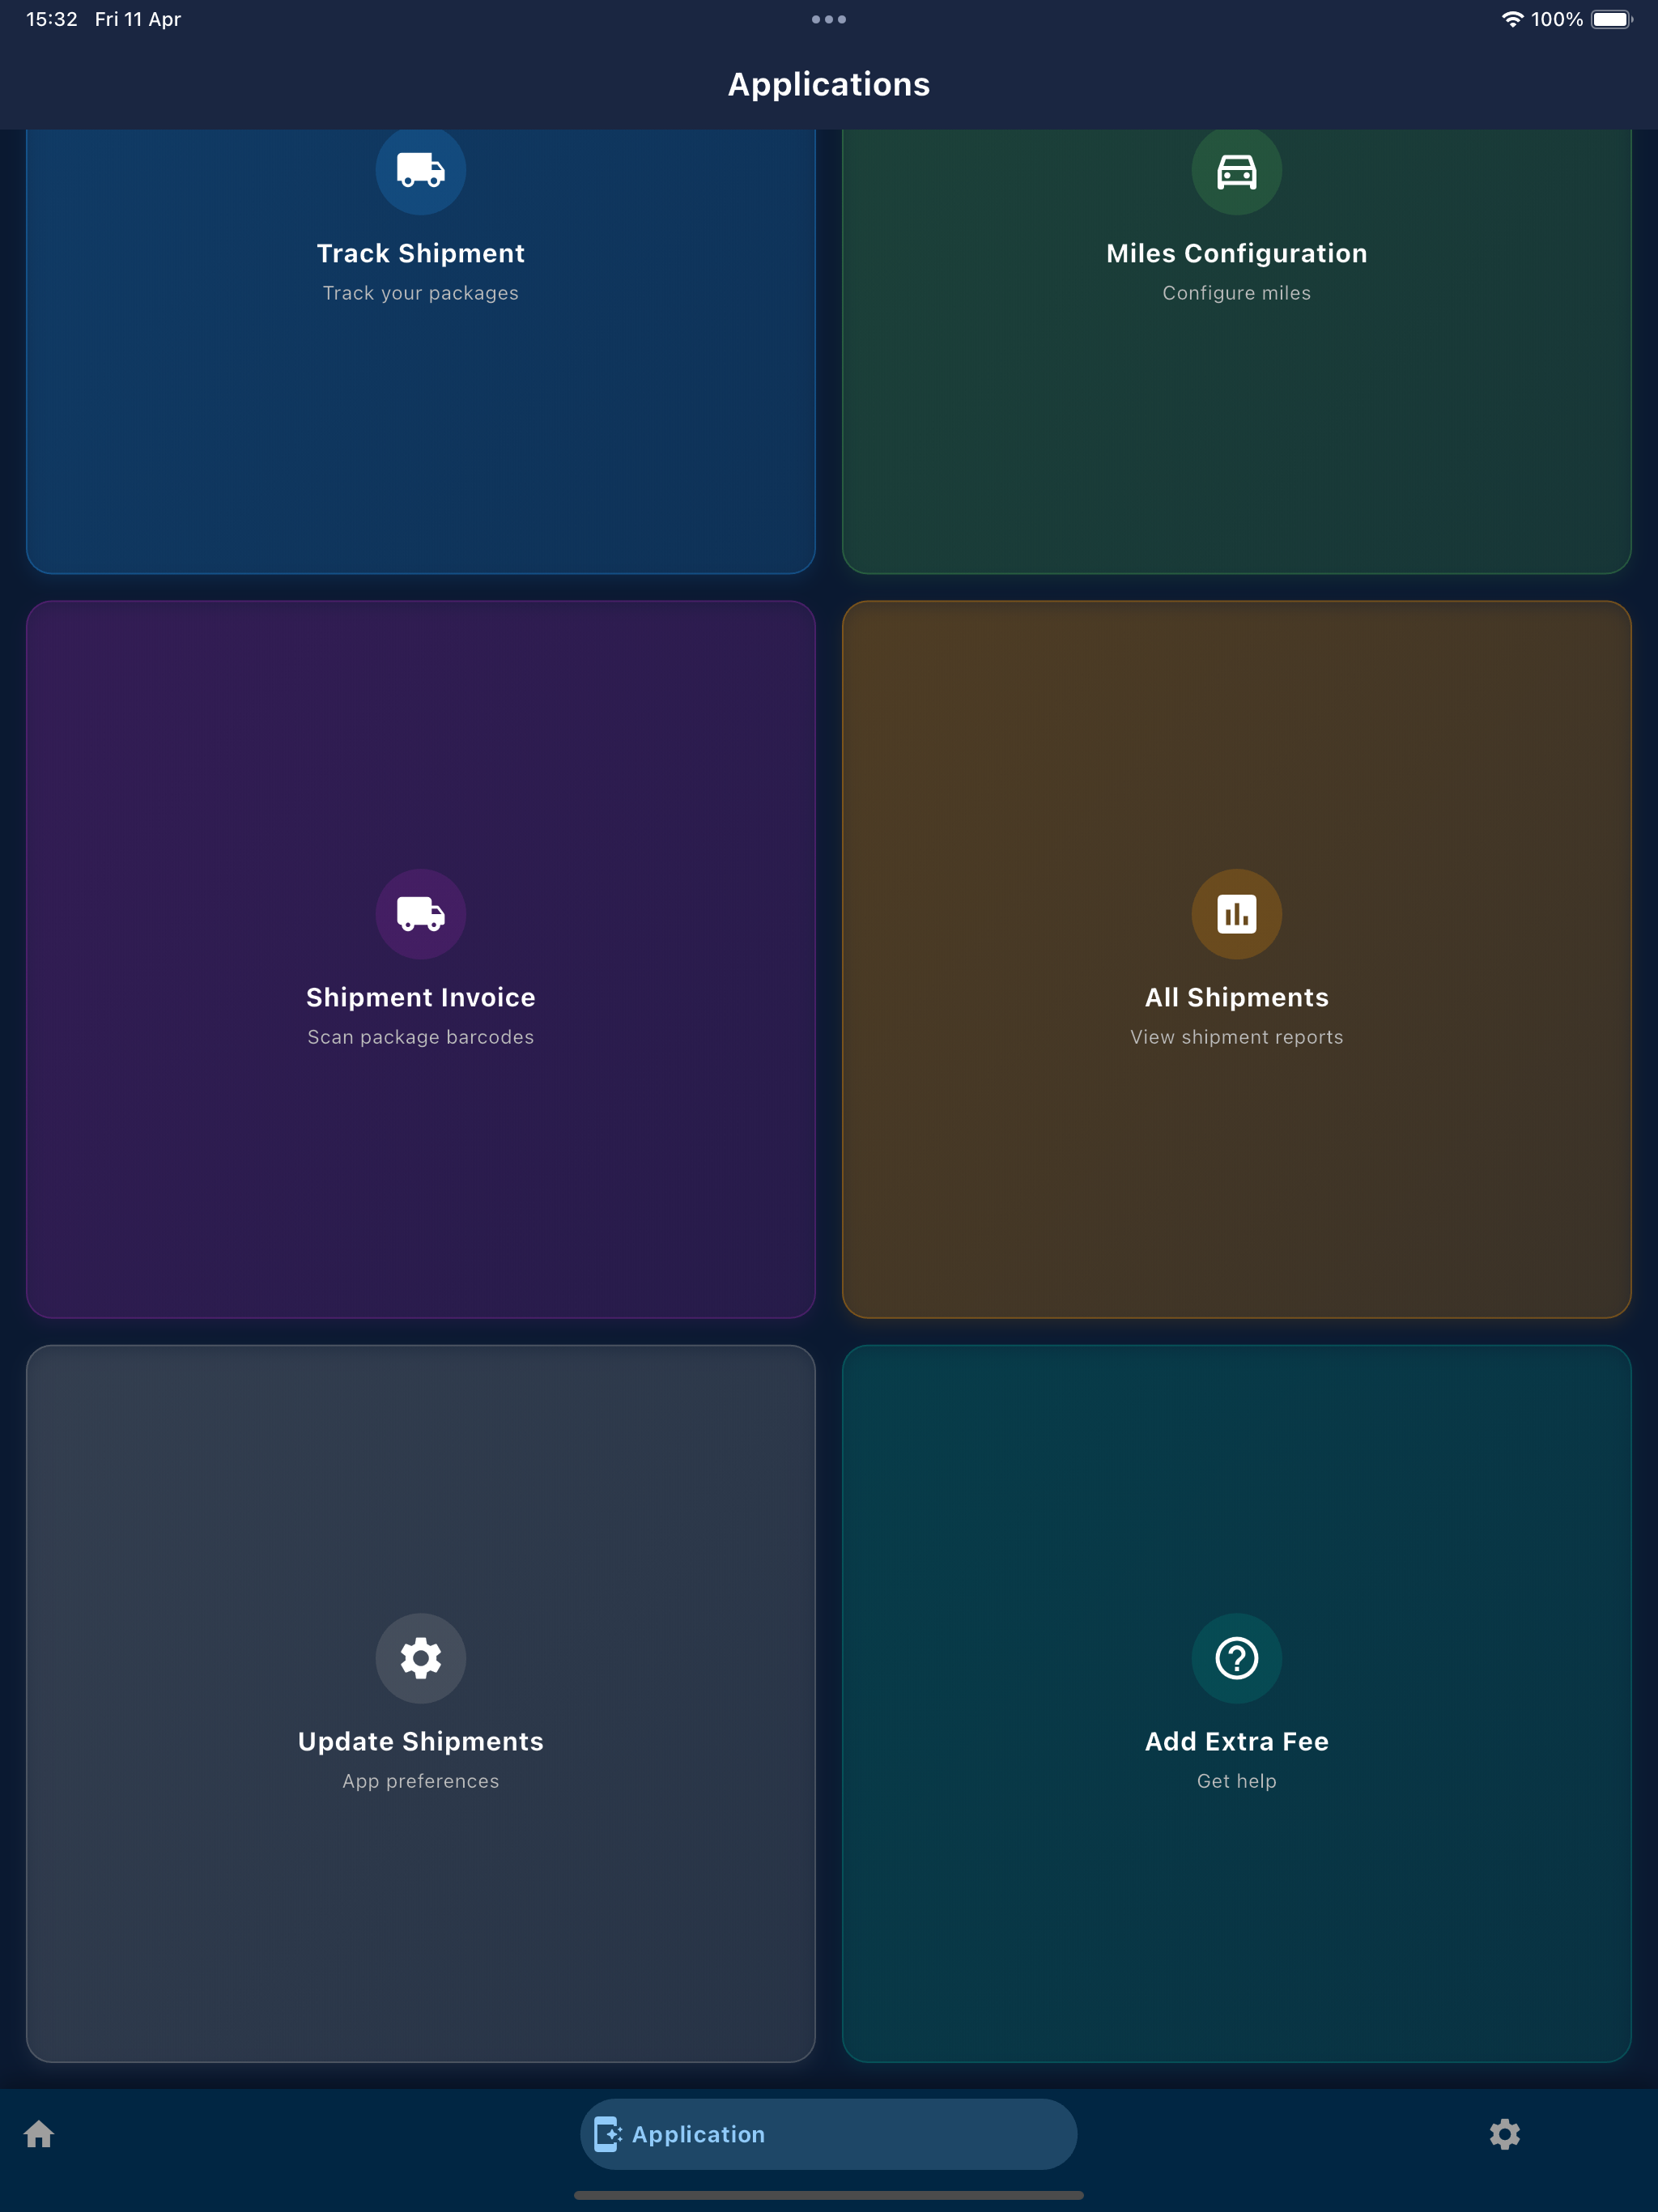 15:32 Fri 11 Apr
100%
Applications
Track Shipment
Track your packages
Miles Configuration
Configure miles
Shipment Invoice
Scan package barcodes
All Shipments
View shipment reports
Update Shipments
App preferences
Add Extra Fee
Get help
Application